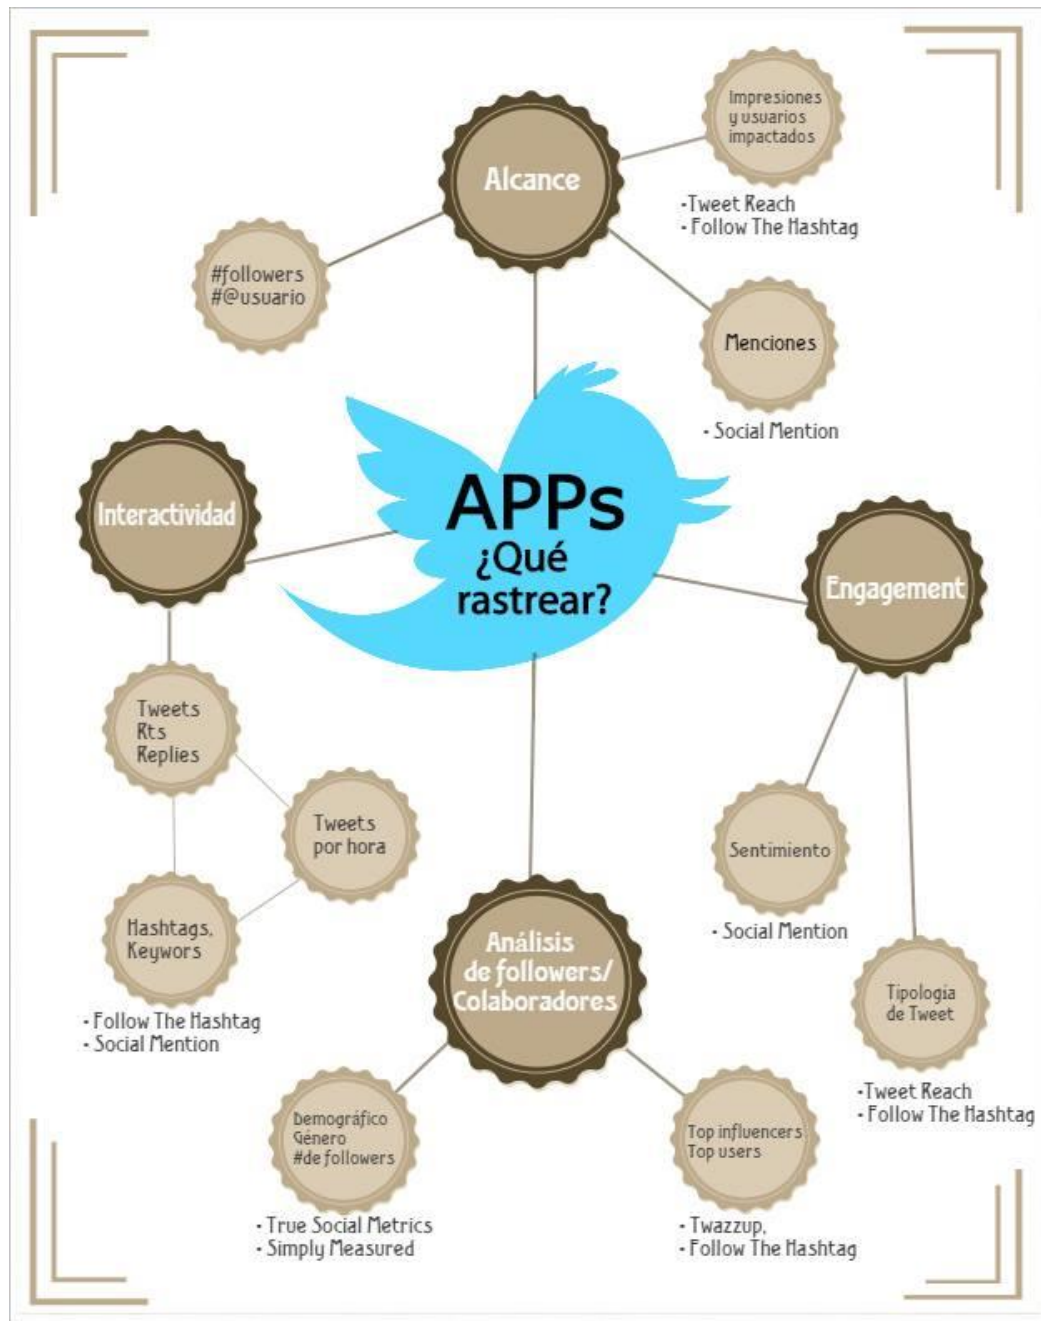 Impresiones
y usuarios
impactados
Alcance
•Tweet Reach
• Follow The Hashtag
#followers
#@usuario
Menciones
• Social Mention
APPs
¿Qué
rastrear?
Interactividad
Engagement
Tweets
Rts
Replies
Tweets
por hora
Sentimiento
• Social Mention
Hashtags,
Keywors
• Follow The Hashtag
• Social Mention
Análisis
de followers/
Colaboradores
Tipología
de Tweet
•Tweet Reach
• Follow The Hashtag
Demográfico
Género
#de followers
• True Social Metrics
• Simply Measured
Top influencers
Top users
• Twazzup,
• Follow The Hashtag